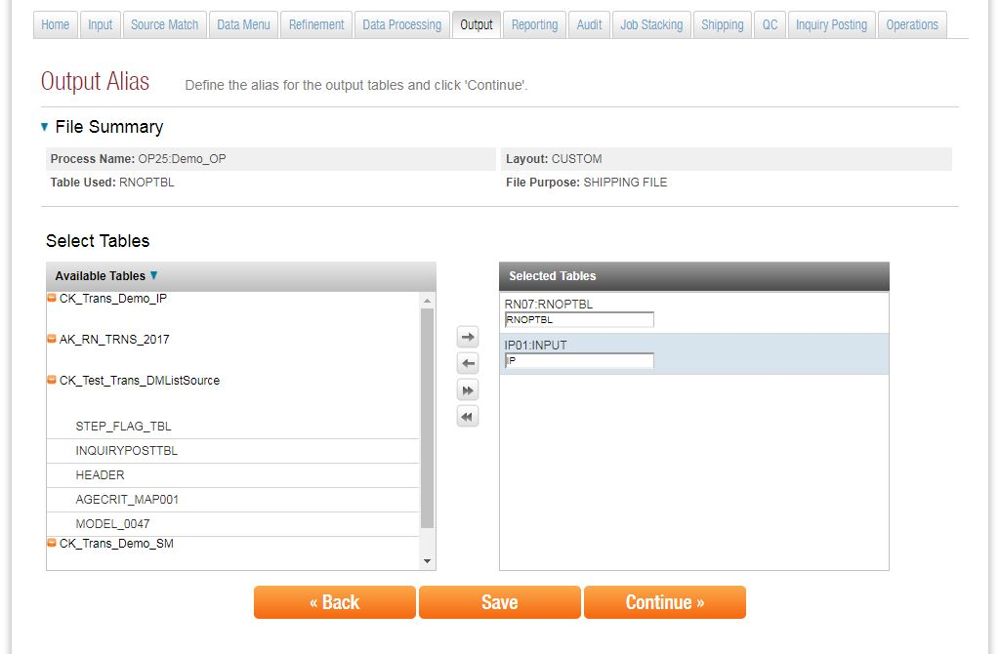 Home Input Source Match Data Menu Refinement Data Processing Output Reporting Audit Job Stacking Shipping QC Inquiry Posting Operations
Output Alias Define the alias for the output tables and click 'Continue'.
File Summary
Process Name: OP25:Demo_OP Layout: CUSTOM
Table Used: RNOPTBL File Purpose: SHIPPING FILE
Select Tables
Available Tables
CK_Trans_Demo_IP
AK_RN_TRNS_2017
CK_Test_Trans_DMListSource
STEP_FLAG_TBL
INQUIRYPOSTTBL
HEADER
AGECRIT_MAP001
MODEL_0047
CK_Trans_Demo_SM
Selected Tables
RN07:RNOPTBL
RNOPTBL
IP01:INPUT
IP
« Back Save Continue »